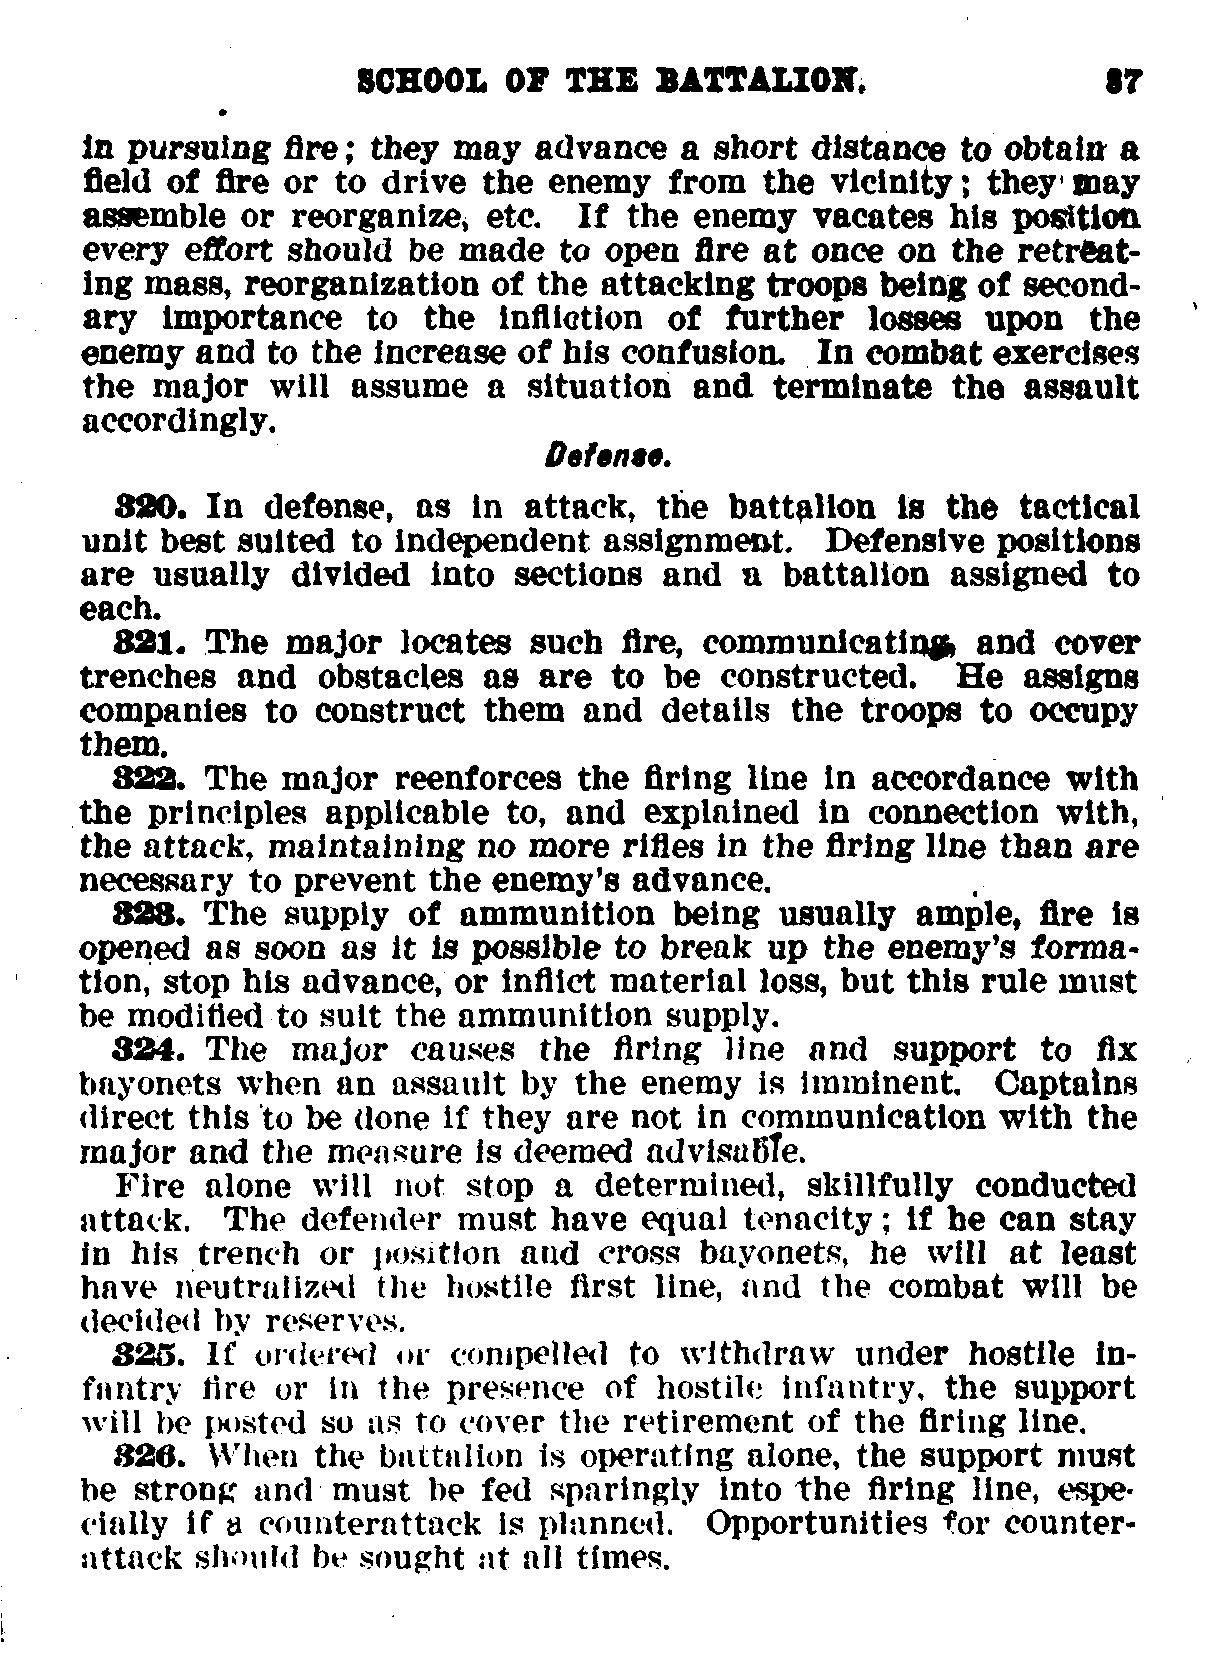 SCHOOL OF THE BATTALION. 87
in pursuing fire; they may advance a short distance to obtain a
field of fire or to drive the enemy from the vicinity; they may
assemble or reorganize, etc. If the enemy vacates his position
every effort should be made to open fire at once on the retreat-
ing mass, reorganization of the attacking troops being of second-
ary importance to the infliction of further losses upon the
enemy and to the increase of his confusion. In combat exercises
the major will assume a situation and terminate the assault
accordingly.
Defense.
320. In defense, as in attack, the battalion is the tactical
unit best suited to independent assignment. Defensive positions
are usually divided into sections and a battalion assigned to
each.
321. The major locates such fire, communicating, and cover
trenches and obstacles as are to be constructed. He assigns
companies to construct them and details the troops to occupy
them.
322. The major reenforces the firing line in accordance with
the principles applicable to, and explained in connection with,
the attack, maintaining no more rifles in the firing line than are
necessary to prevent the enemy's advance.
323. The supply of ammunition being usually ample, fire is
opened as soon as it is possible to break up the enemy's forma-
tion, stop his advance, or inflict material loss, but this rule must
be modified to suit the ammunition supply.
324. The major causes the firing line and support to fix
bayonets when an assault by the enemy is imminent. Captains
direct this to be done if they are not in communication with the
major and the measure is deemed advisable.
Fire alone will not stop a determined, skillfully conducted
attack. The defender must have equal tenacity; if he can stay
in his trench or position and cross bayonets, he will at least
have neutralized the hostile first line, and the combat will be
decided by reserves.
325. If ordered or compelled to withdraw under hostile in-
fantry fire or in the presence of hostile infantry, the support
will be posted so as to cover the retirement of the firing line.
326. When the battalion is operating alone, the support must
be strong and must be fed sparingly into the firing line, espe-
cially if a counterattack is planned. Opportunities for counter-
attack should be sought at all times.